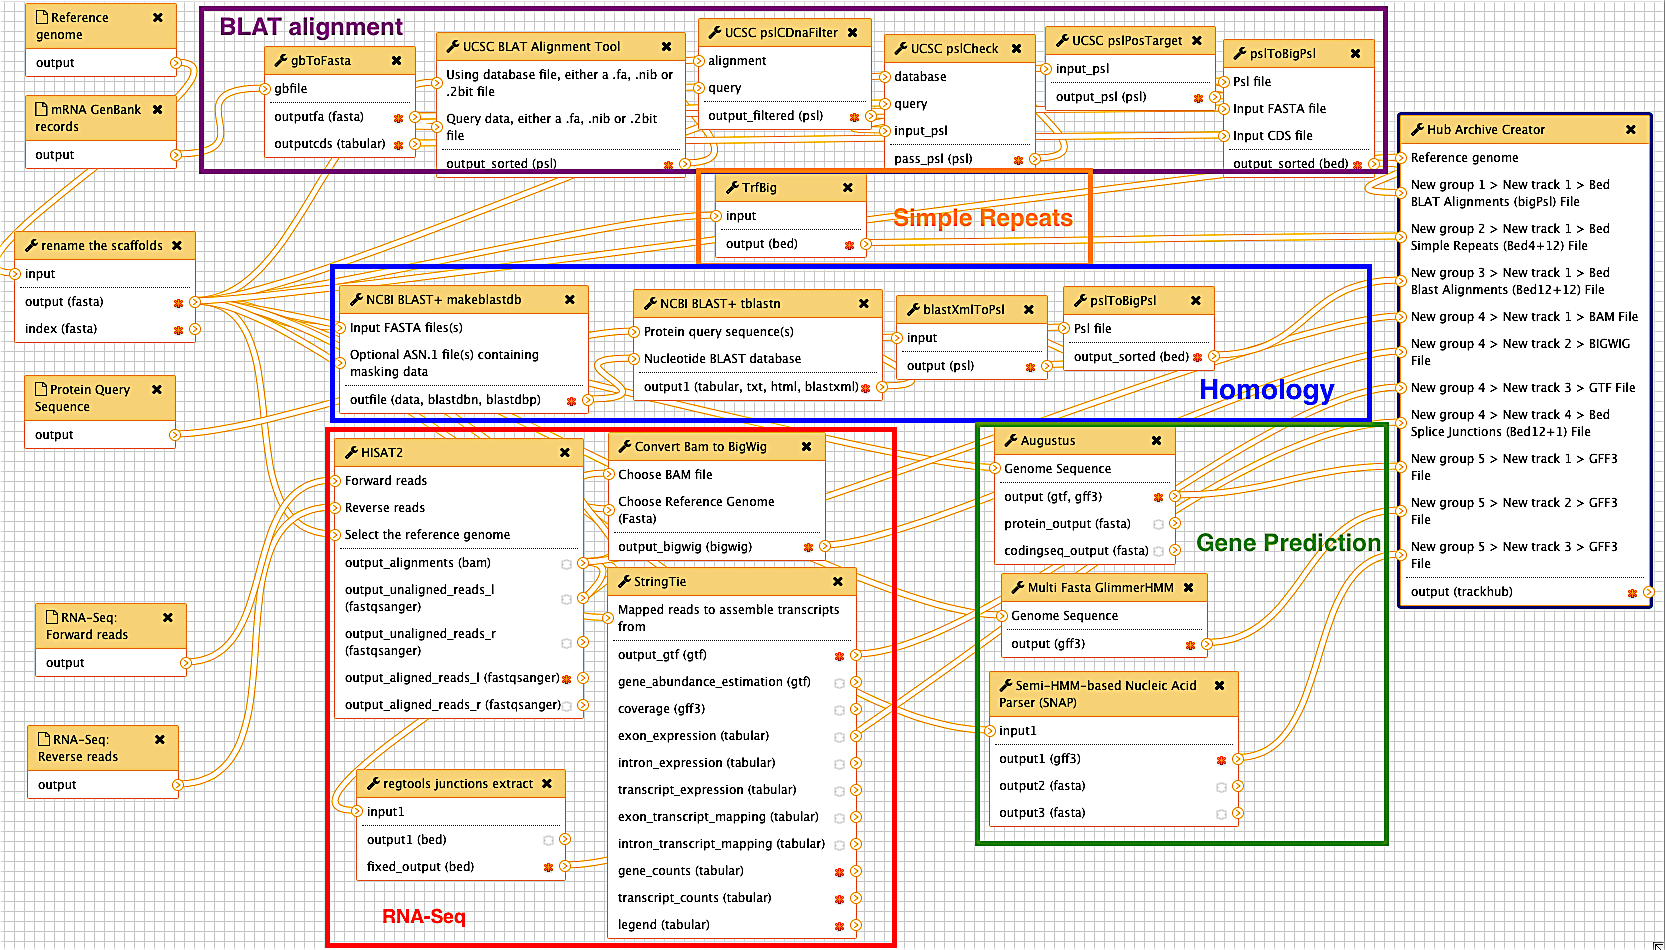 Reference
genome
output
mRNA GenBank
records
output
rename the scaffolds
input
output (fasta)
index (fasta)
Protein Query
Sequence
output
RNA-Seq:
Forward reads
output
RNA-Seq:
Reverse reads
output
BLAT alignment
gbToFasta
gbfile
outputfa (fasta)
outputcds (tabular)
UCSC BLAT Alignment Tool
Using database file, either a .fa, .nib or
.2bit file
Query data, either a .fa, .nib or .2bit
file
output_sorted (psl)
UCSC pslCDnaFilter
alignment
query
output_filtered (psl)
UCSC pslCheck
database
query
input_psl
pass_psl (psl)
UCSC pslPosTarget
input_psl
output_psl (psl)
pslToBigPsl
Psl file
Input FASTA file
Input CDS file
output_sorted (bed)
TrfBig
input
output (bed)
Simple Repeats
NCBI BLAST+ makeblastdb
Input FASTA files(s)
Optional ASN.1 file(s) containing
masking data
outfile (data, blastdbn, blastdbp)
NCBI BLAST+ tblastn
Protein query sequence(s)
Nucleotide BLAST database
output1 (tabular, txt, html, blastxml)
blastXmlToPsl
input
output (psl)
pslToBigPsl
Psl file
output_sorted (bed)
Homology
HISAT2
Forward reads
Reverse reads
Select the reference genome
output_alignments (bam)
output_unaligned_reads_l
(fastqsanger)
output_unaligned_reads_r
(fastqsanger)
output_aligned_reads_l (fastqsanger)
output_aligned_reads_r (fastqsanger)
Convert Bam to BigWig
Choose BAM file
Choose Reference Genome
(Fasta)
output_bigwig (bigwig)
StringTie
Mapped reads to assemble transcripts
from
output_gtf (gtf)
gene_abundance_estimation (gtf)
coverage (gff3)
exon_expression (tabular)
intron_expression (tabular)
transcript_expression (tabular)
exon_transcript_mapping (tabular)
intron_transcript_mapping (tabular)
gene_counts (tabular)
transcript_counts (tabular)
legend (tabular)
regtools junctions extract
input1
output1 (bed)
fixed_output (bed)
RNA-Seq
Augustus
Genome Sequence
output (gtf, gff3)
protein_output (fasta)
codingseq_output (fasta)
Gene Prediction
Multi Fasta GlimmerHMM
Genome Sequence
output (gff3)
Semi-HMM-based Nucleic Acid
Parser (SNAP)
input1
output1 (gff3)
output2 (fasta)
output3 (fasta)
Hub Archive Creator
Reference genome
New group 1 > New track 1 > Bed
BLAT Alignments (bigPsl) File
New group 2 > New track 1 > Bed
Simple Repeats (Bed4+12) File
New group 3 > New track 1 > Bed
Blast Alignments (Bed12+12) File
New group 4 > New track 1 > BAM File
New group 4 > New track 2 > BIGWIG
File
New group 4 > New track 3 > GTF File
New group 4 > New track 4 > Bed
Splice Junctions (Bed12+1) File
New group 5 > New track 1 > GFF3
File
New group 5 > New track 2 > GFF3
File
New group 5 > New track 3 > GFF3
File
output (trackhub)